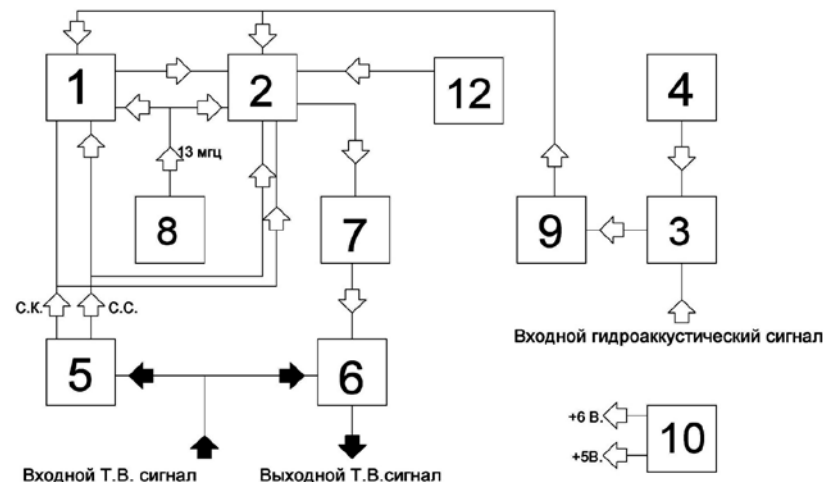 1
2
12
4
13 мгц
8
7
9
3
С.К.
С.С.
Входной гидроаккустический сигнал
5
6
+6 В.
+5В.
10
Входной Т.В. сигнал
Выходной Т.В.сигнал